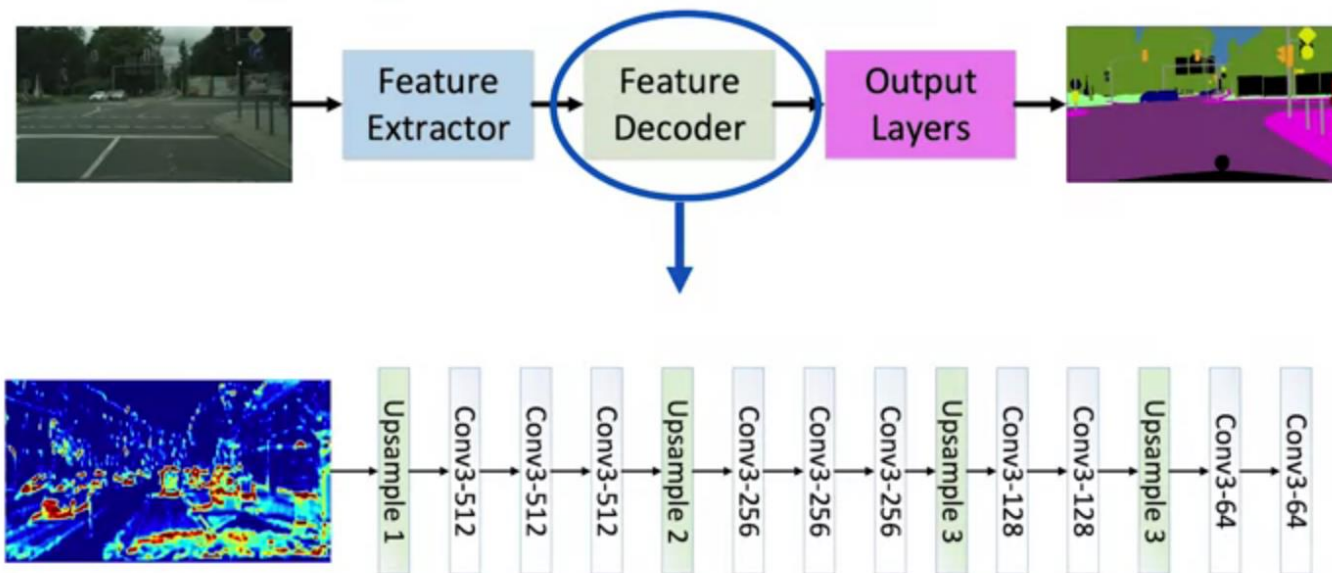 Feature
Extractor
Feature
Decoder
Output
Layers
Upsample 1
Conv3-512
Conv3-512
Conv3-512
Upsample 2
Conv3-256
Conv3-256
Conv3-256
Upsample 3
Conv3-128
Conv3-128
Upsample 3
Conv3-64
Conv3-64